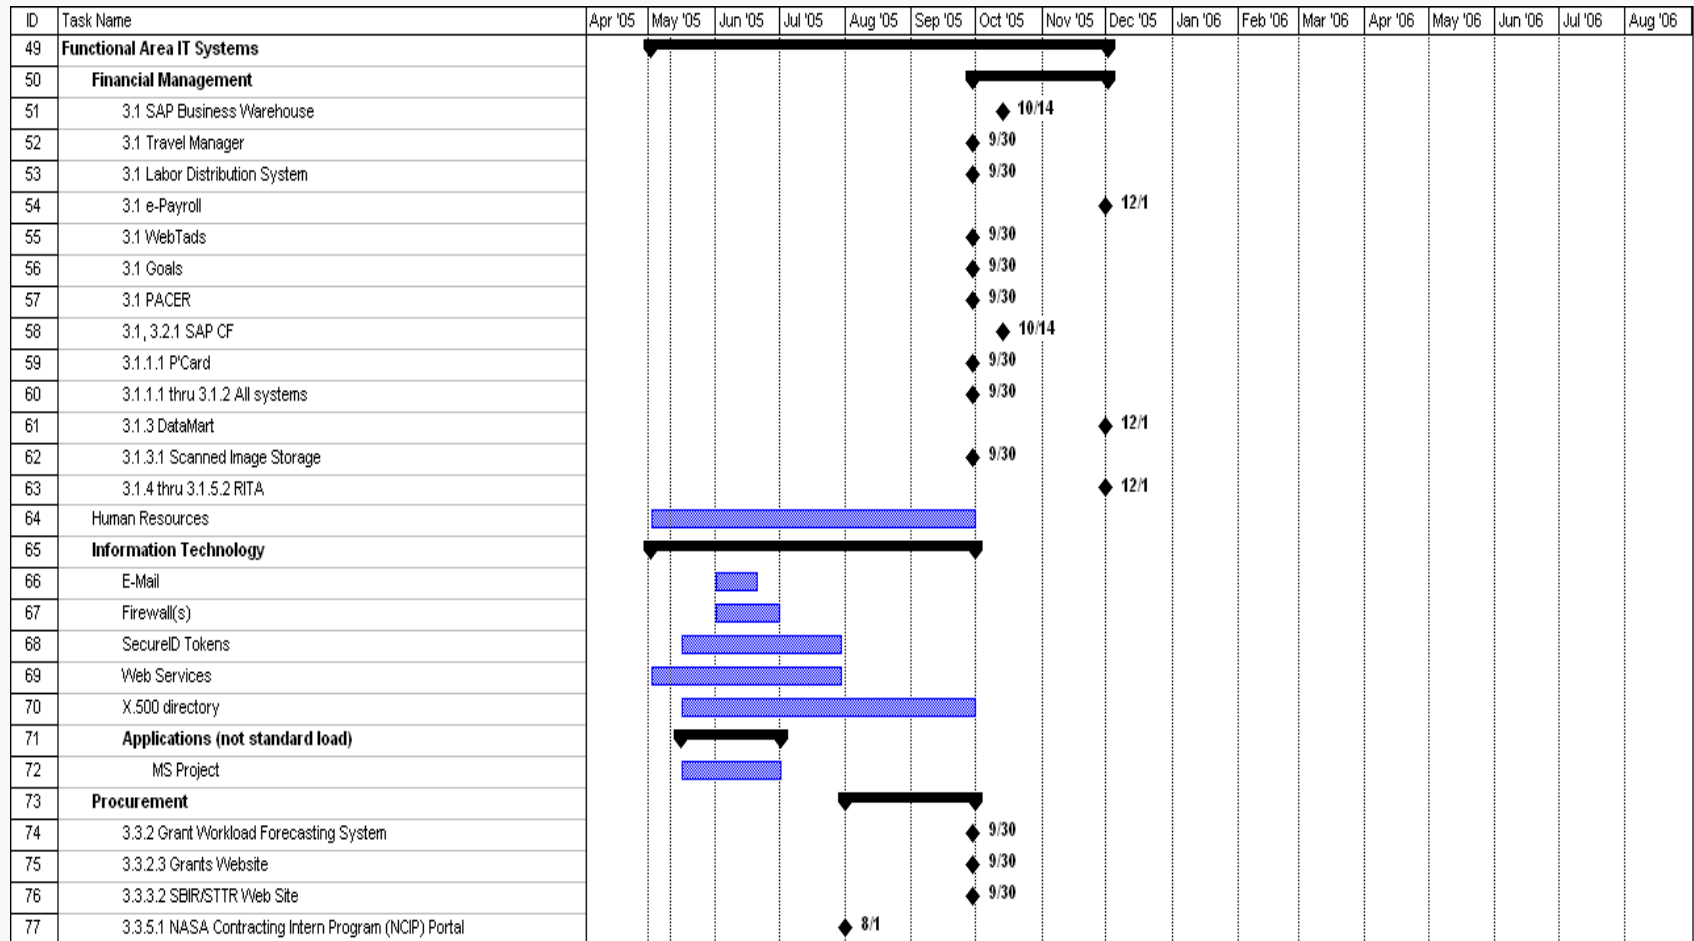 ID Task Name Apr '05 May '05 Jun '05 Jul '05 Aug '05 Sep '05 Oct '05 Nov '05 Dec '05 Jan '06 Feb '06 Mar '06 Apr '06 May '06 Jun '06 Jul '06 Aug '06
49 Functional Area IT Systems
50 Financial Management
51 3.1 SAP Business Warehouse 10/14
52 3.1 Travel Manager 9/30
53 3.1 Labor Distribution System 9/30
54 3.1 e-Payroll 12/1
55 3.1 WebTads 9/30
56 3.1 Goals 9/30
57 3.1 PACER 9/30
58 3.1, 3.2.1 SAP CF 10/14
59 3.1.1.1 P'Card 9/30
60 3.1.1.1 thru 3.1.2 All systems 9/30
61 3.1.3 DataMart 12/1
62 3.1.3.1 Scanned Image Storage 9/30
63 3.1.4 thru 3.1.5.2 RITA 12/1
64 Human Resources
65 Information Technology
66 E-Mail
67 Firewall(s)
68 SecureID Tokens
69 Web Services
70 X.500 directory
71 Applications (not standard load)
72 MS Project
73 Procurement
74 3.3.2 Grant Workload Forecasting System 9/30
75 3.3.2.3 Grants Website 9/30
76 3.3.3.2 SBIR/STTR Web Site 9/30
77 3.3.5.1 NASA Contracting Intern Program (NCIP) Portal 8/1